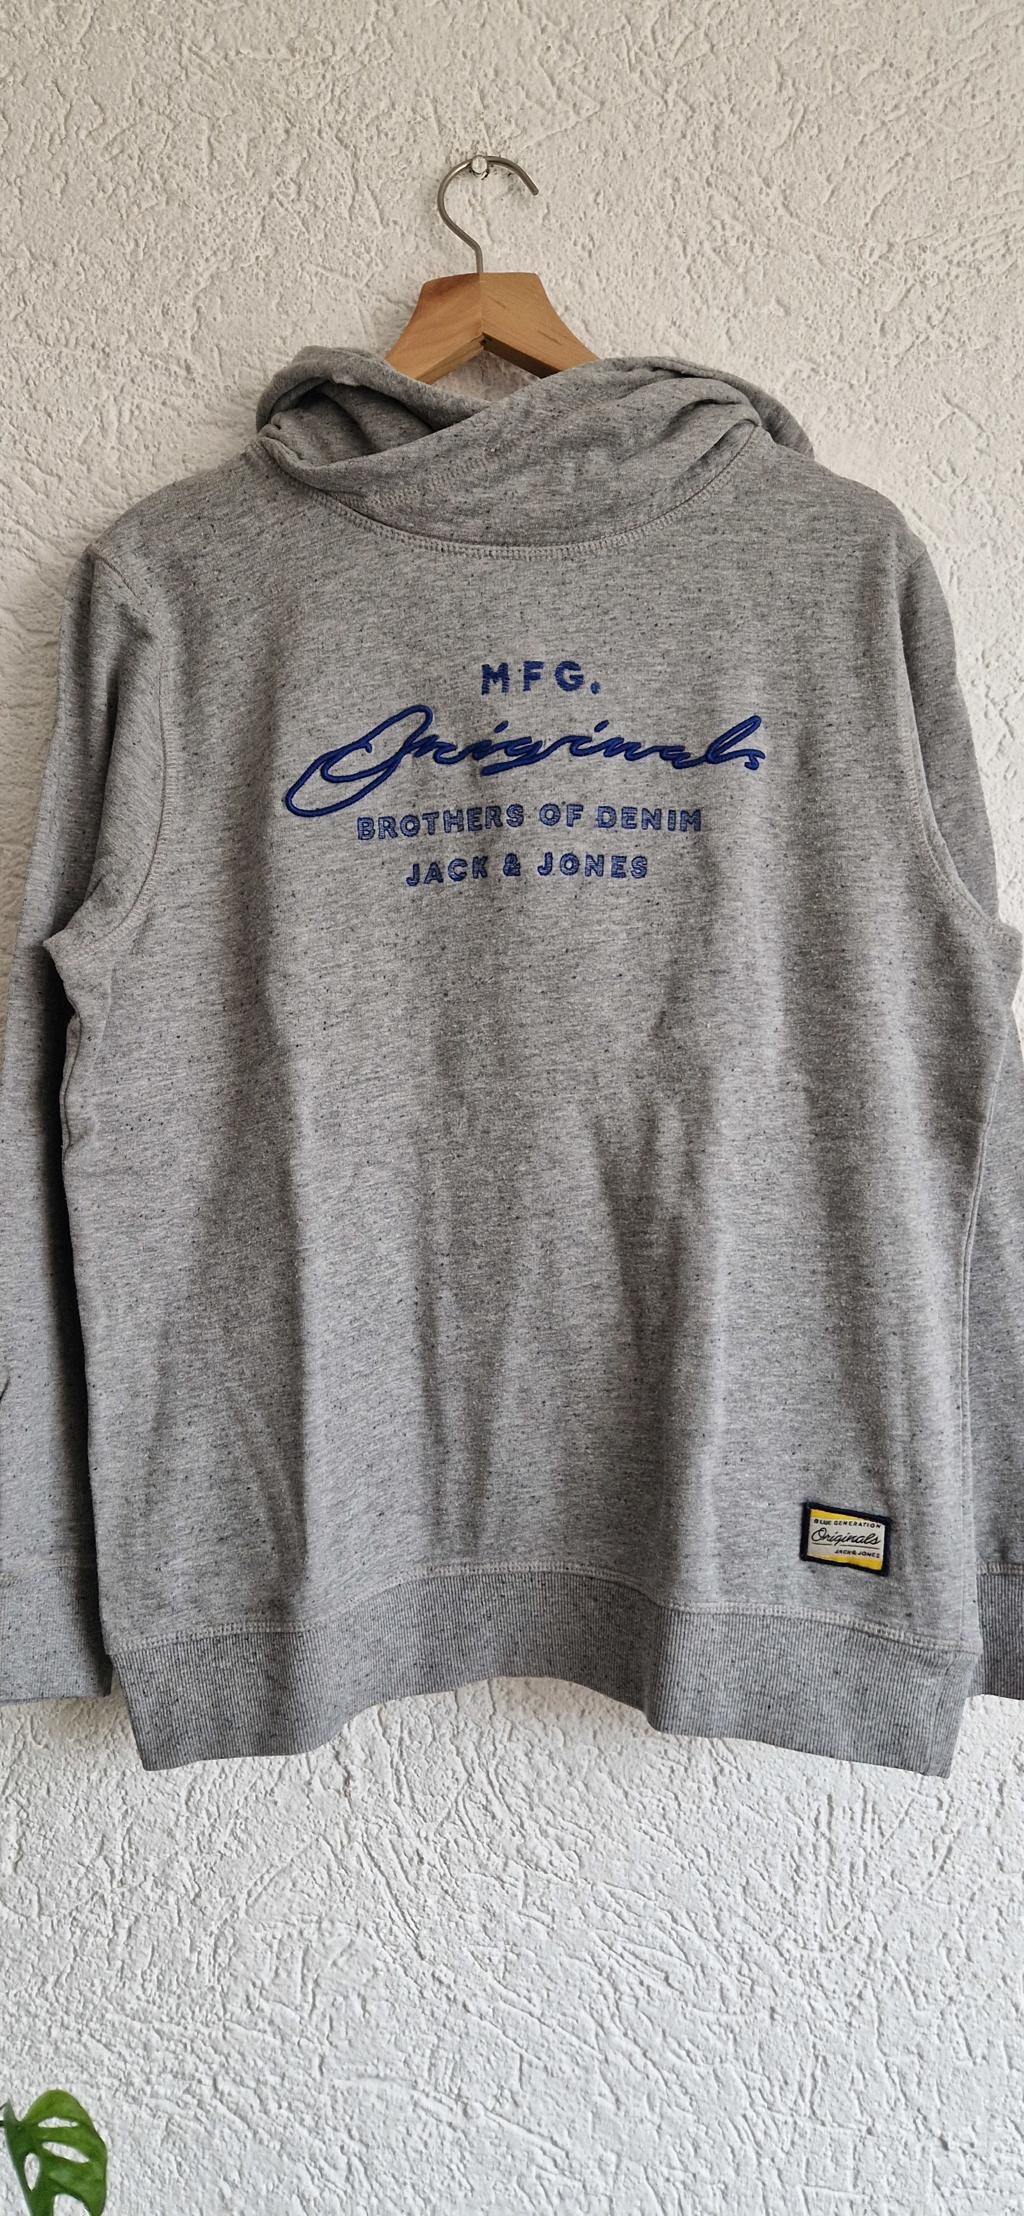 MFG.
Originals
BROTHERS OF DENIM
JACK & JONES
BLUE GENERATION
Originals
JACK & JONES